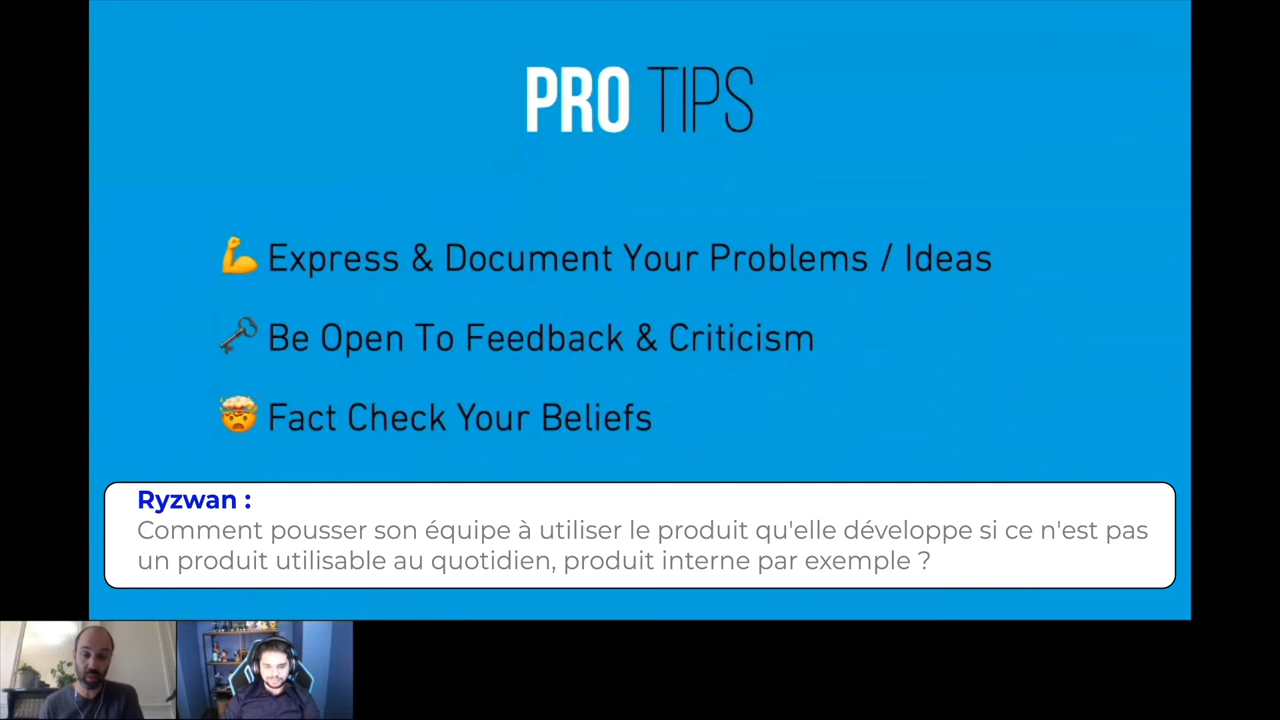 PRO TIPS
💪 Express & Document Your Problems / Ideas
🗝 Be Open To Feedback & Criticism
🤯 Fact Check Your Beliefs
Ryzwan :
Comment pousser son équipe à utiliser le produit qu'elle développe si ce n'est pas
un produit utilisable au quotidien, produit interne par exemple ?